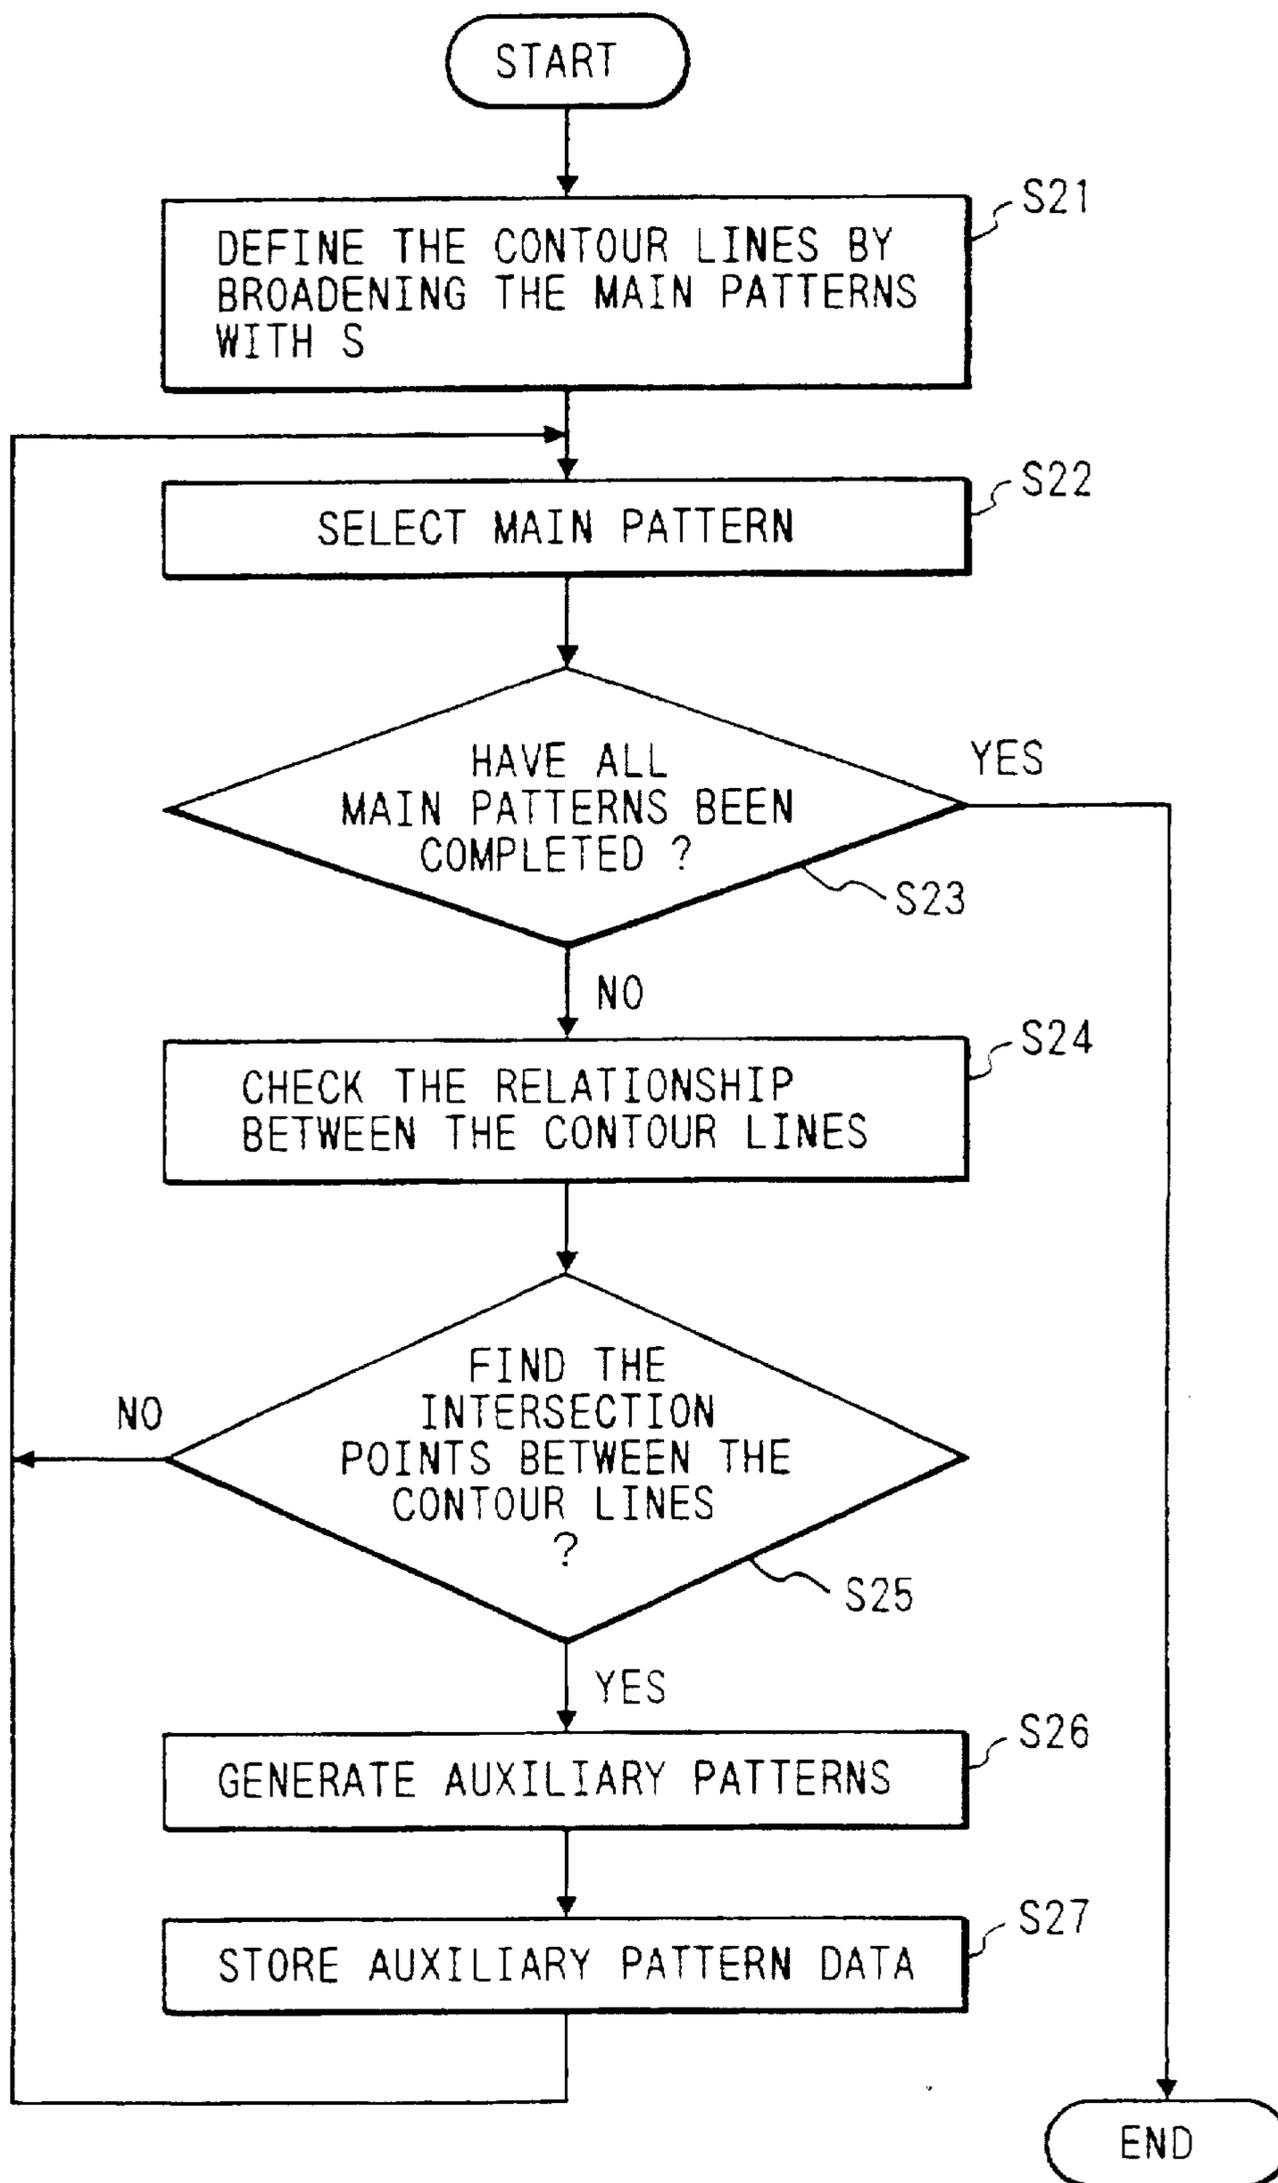 START
S21
DEFINE THE CONTOUR LINES BY
BROADENING THE MAIN PATTERNS
WITH S
S22
SELECT MAIN PATTERN
YES
HAVE ALL
MAIN PATTERNS BEEN
COMPLETED ?
S23
NO
S24
CHECK THE RELATIONSHIP
BETWEEN THE CONTOUR LINES
NO
FIND THE
INTERSECTION
POINTS BETWEEN THE
CONTOUR LINES
?
S25
YES
S26
GENERATE AUXILIARY PATTERNS
S27
STORE AUXILIARY PATTERN DATA
END